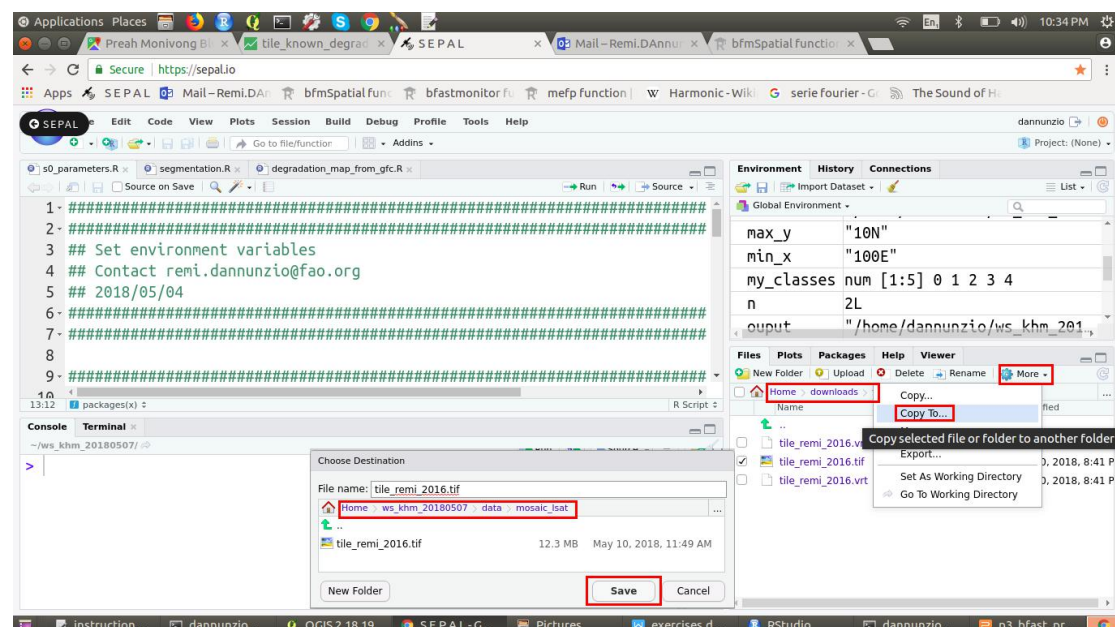 Applications Places En 10:34 PM
Preah Monivong Bl tile_known_degrad SEPAL Mail – Remi.DAnnun bfmSpatial function
Secure | https://sepal.io
Apps SEPAL Mail – Remi.DAn bfmSpatial func bfastmonitor fu mefp function | Harmonic - Wiki serie fourier - Go The Sound of He
SEPAL Edit Code View Plots Session Build Debug Profile Tools Help dannunzio
Go to file/function Addins Project: (None)
s0_parameters.R segmentation.R degradation_map_from_gfc.R
Source on Save Run Source
1 ########################################################################
2 ########################################################################
3 ## Set environment variables
4 ## Contact remi.dannunzio@fao.org
5 ## 2018/05/04
6 ########################################################################
7 ########################################################################
8
9 ########################################################################
10
13:12 packages(x) R Script
Console Terminal
~/ws_khm_20180507/
>
Environment History Connections
Import Dataset List
Global Environment
max_y "10N"
min_x "100E"
my_classes num [1:5] 0 1 2 3 4
n 2L
ouput "/home/dannunzio/ws_khm_201…
Files Plots Packages Help Viewer
New Folder Upload Delete Rename More
Home downloads
Name
..
tile_remi_2016.vr
tile_remi_2016.tif 0, 2018, 8:41 P
tile_remi_2016.vrt 0, 2018, 8:41 P
Copy...
Copy To...
Copy selected file or folder to another folder
Export...
Set As Working Directory
Go To Working Directory
Choose Destination
File name: tile_remi_2016.tif
Home ws_khm_20180507 data mosaic_lsat ...
..
tile_remi_2016.tif 12.3 MB May 10, 2018, 11:49 AM
New Folder Save Cancel
instruction dannunzio QGIS 2.18.19 SEPAL - G Pictures exercises.d RStudio dannunzio p3_bfast_pr